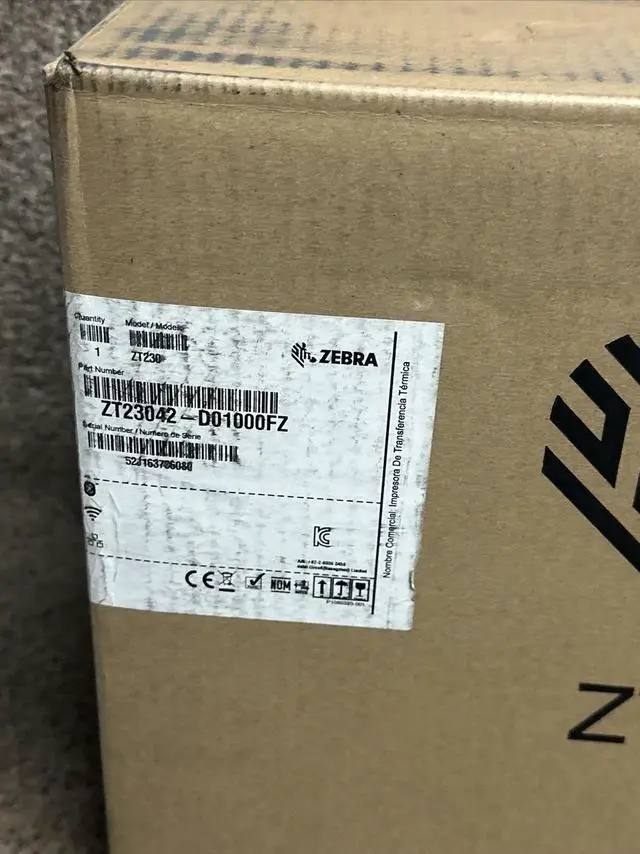 Quantity
Model / Modelo
1
ZT230
ZEBRA
Part Number
ZT23042-D01000FZ
Serial Number / Número de Serie
Nombre Comercial: Impresora De Transferencia Térmica
CE
NOM
Z